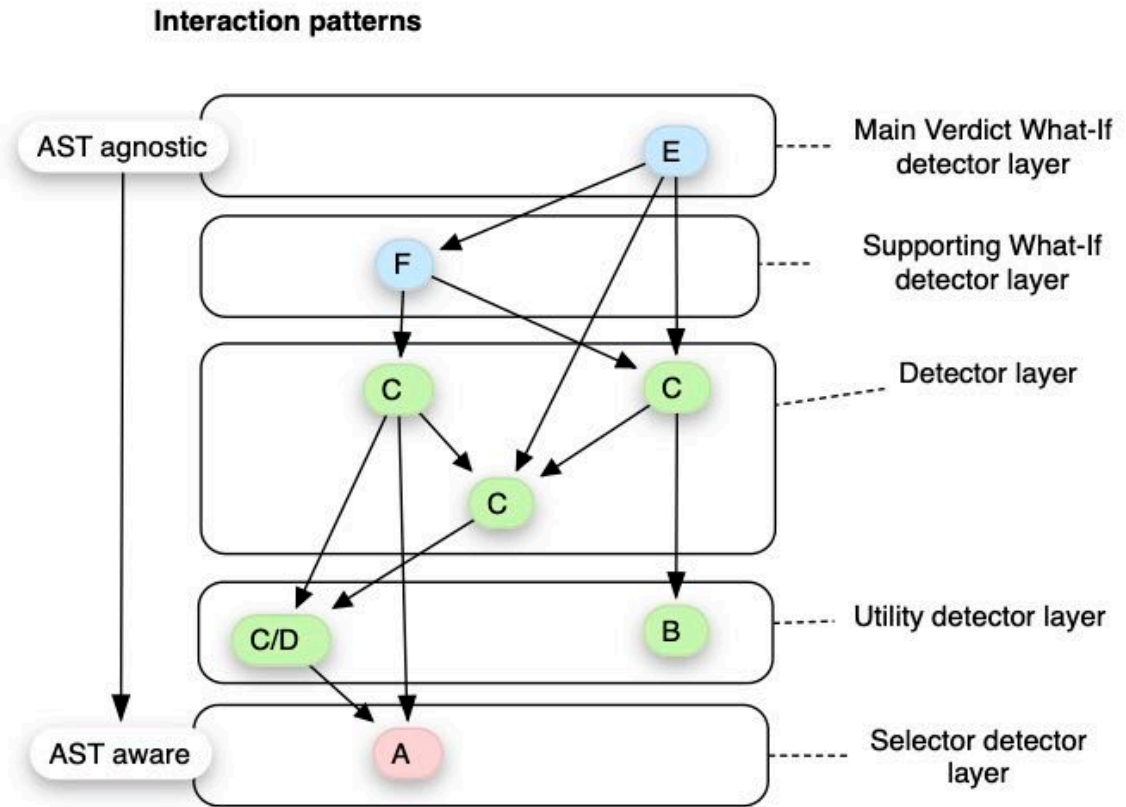 Interaction patterns
AST agnostic
E
Main Verdict What-If
detector layer
F
Supporting What-If
detector layer
C
C
Detector layer
C
C/D
B
Utility detector layer
AST aware
A
Selector detector
layer